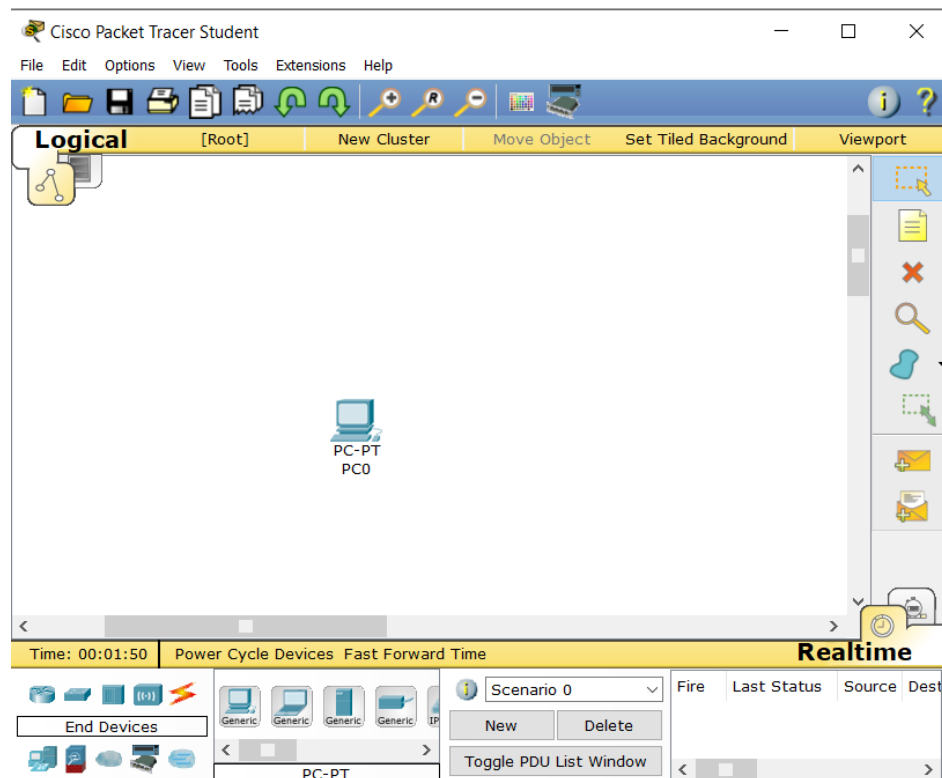 Cisco Packet Tracer Student
File Edit Options View Tools Extensions Help
R
i ?
Logical [Root] New Cluster Move Object Set Tiled Background Viewport
PC-PT
PC0
Time: 00:01:50 Power Cycle Devices Fast Forward Time Realtime
End Devices
Generic Generic Generic Generic IP
PC-PT
i Scenario 0
New Delete
Toggle PDU List Window
Fire Last Status Source Dest